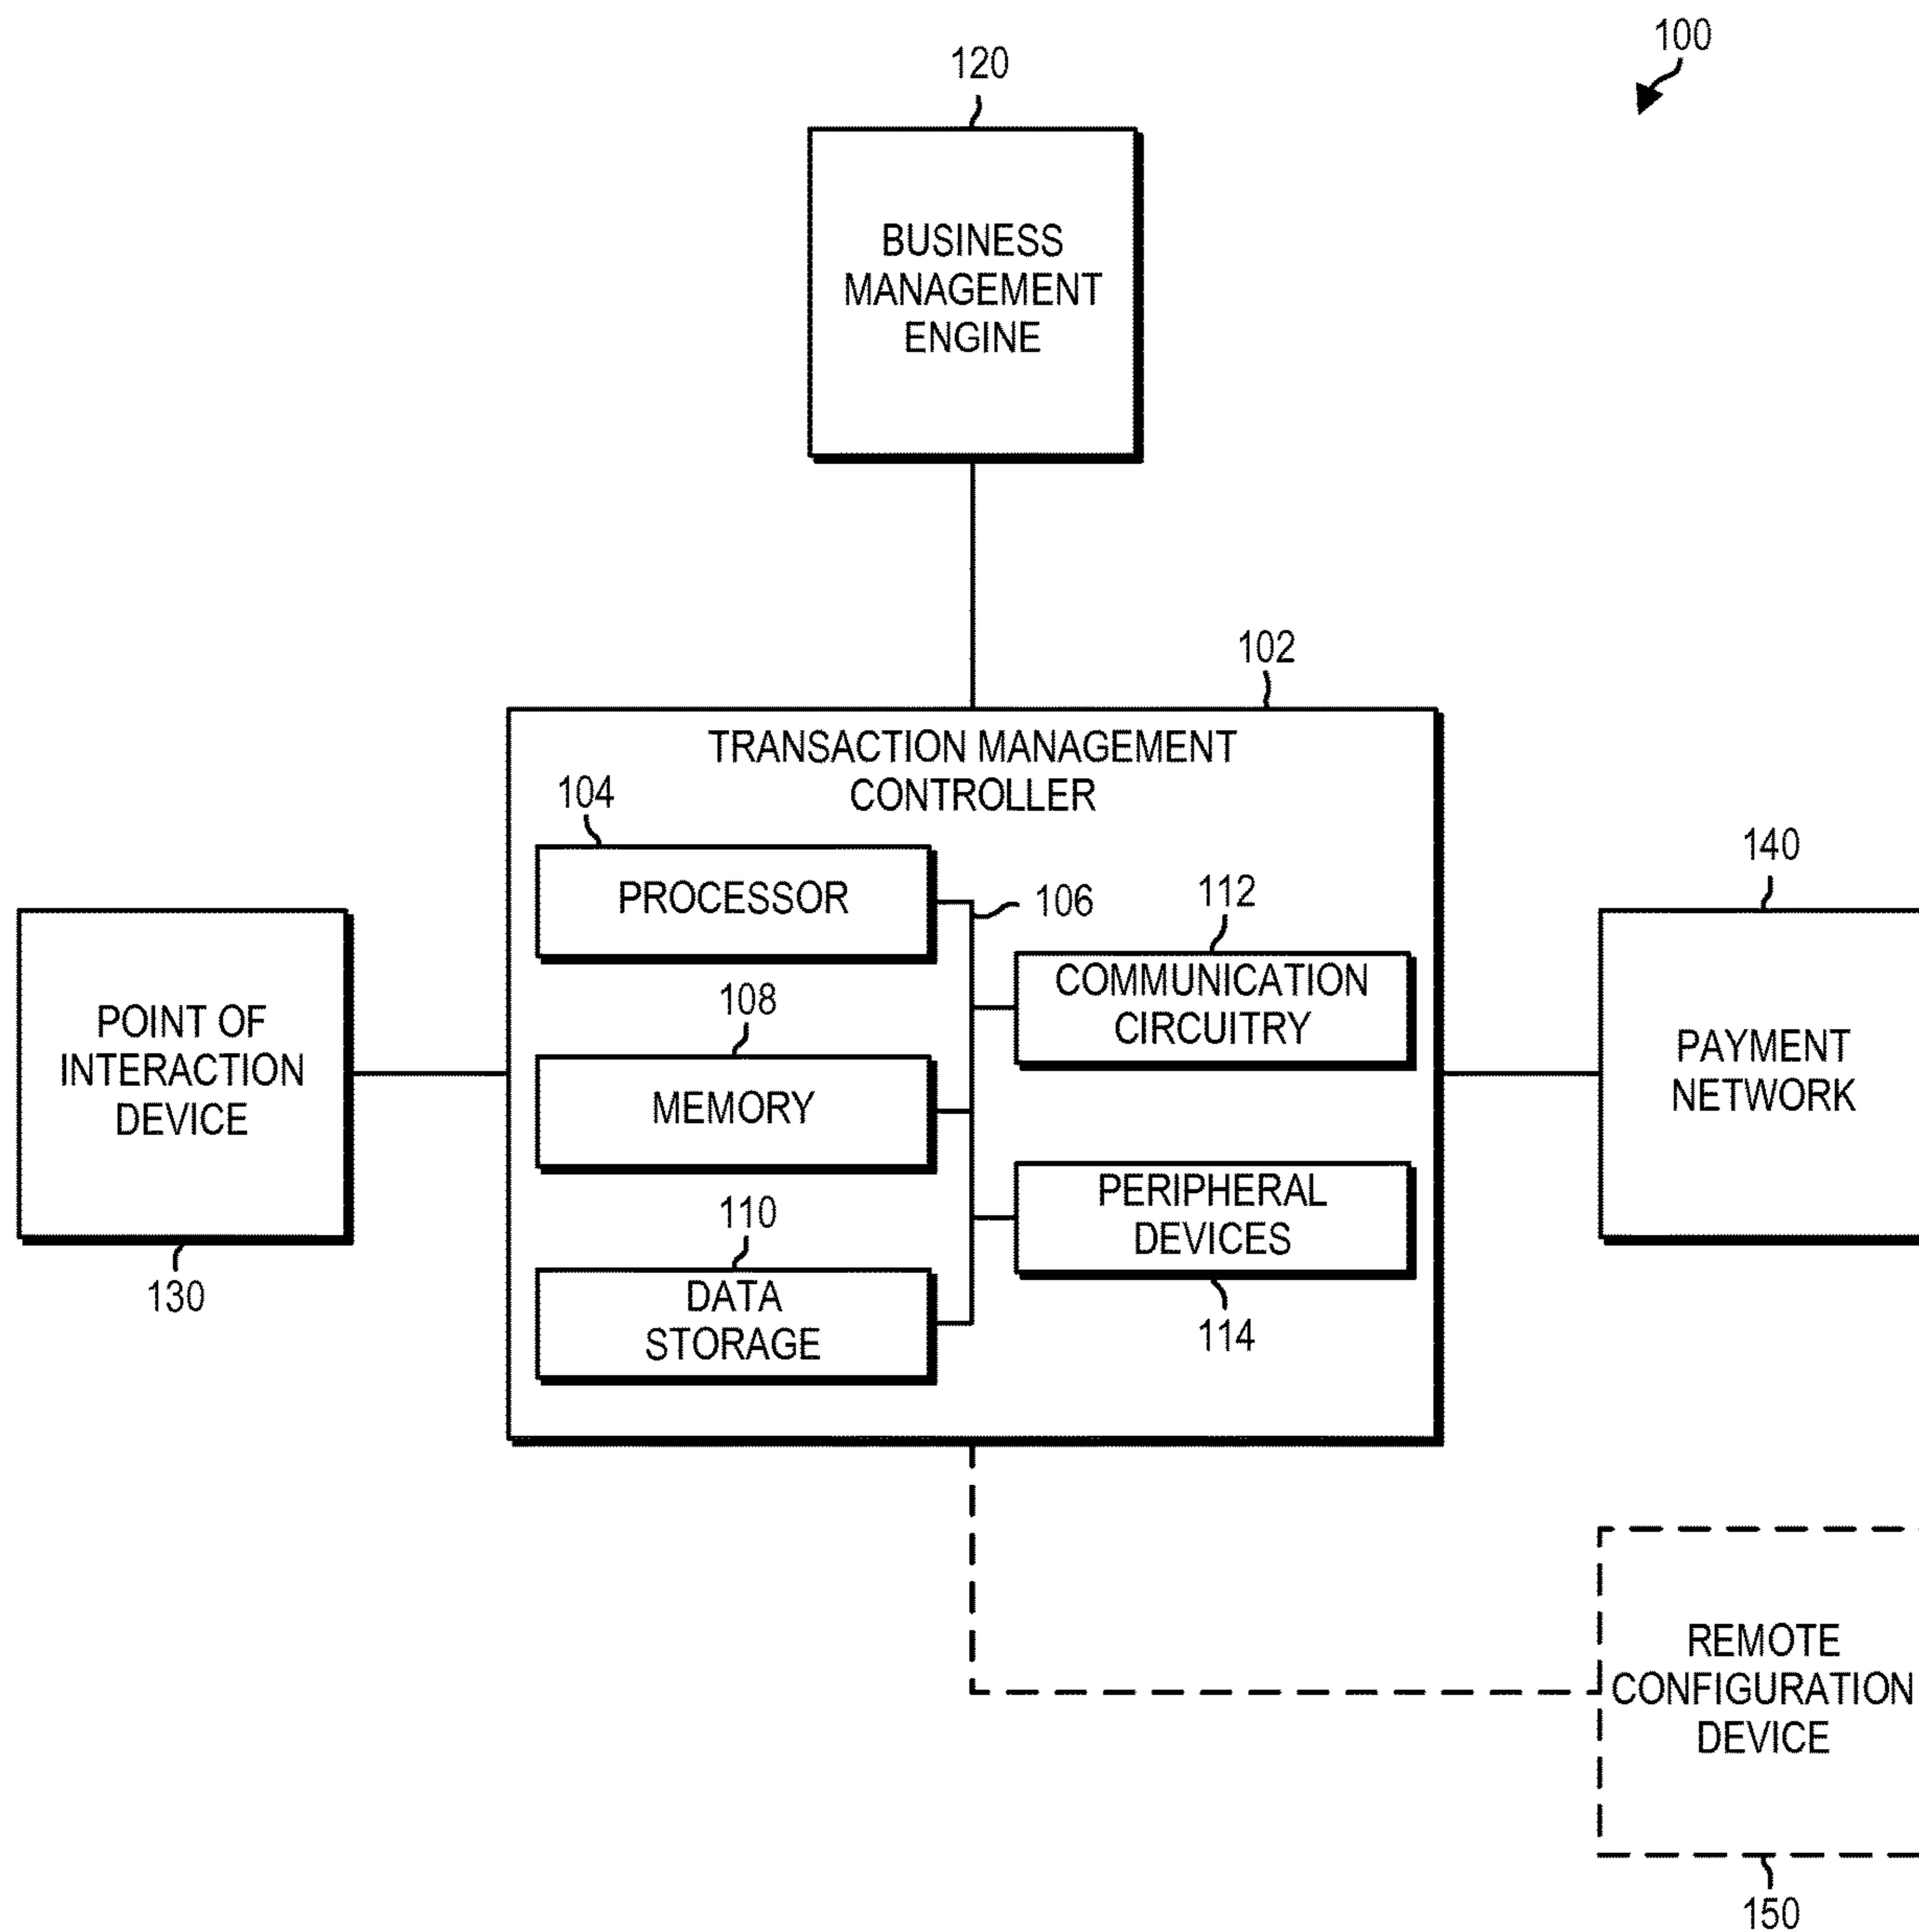 100
120
BUSINESS
MANAGEMENT
ENGINE
102
TRANSACTION MANAGEMENT
CONTROLLER
104
PROCESSOR
106
108
MEMORY
110
DATA
STORAGE
112
COMMUNICATION
CIRCUITRY
PERIPHERAL
DEVICES
114
POINT OF
INTERACTION
DEVICE
130
140
PAYMENT
NETWORK
REMOTE
CONFIGURATION
DEVICE
150